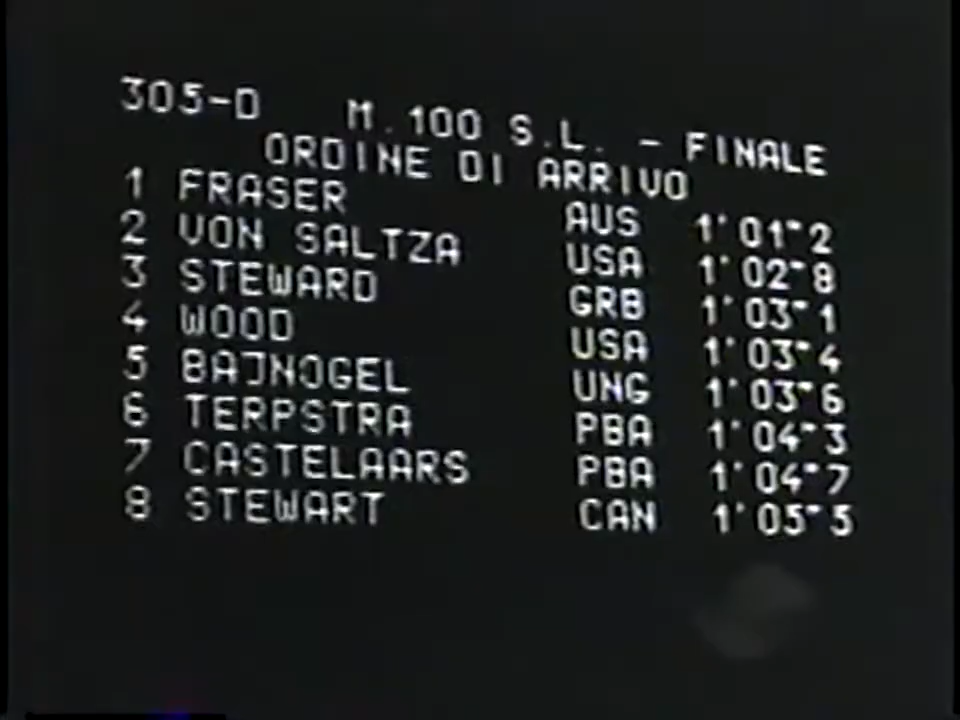 305-D M.100 S.L. - FINALE
ORDINE DI ARRIVO
1 FRASER AUS 1'01"2
2 VON SALTZA USA 1'02"8
3 STEWARD GRB 1'03"1
4 WOOD USA 1'03"4
5 BAJNOGEL UNG 1'03"6
6 TERPSTRA PBA 1'04"3
7 CASTELAARS PBA 1'04"7
8 STEWART CAN 1'05"5